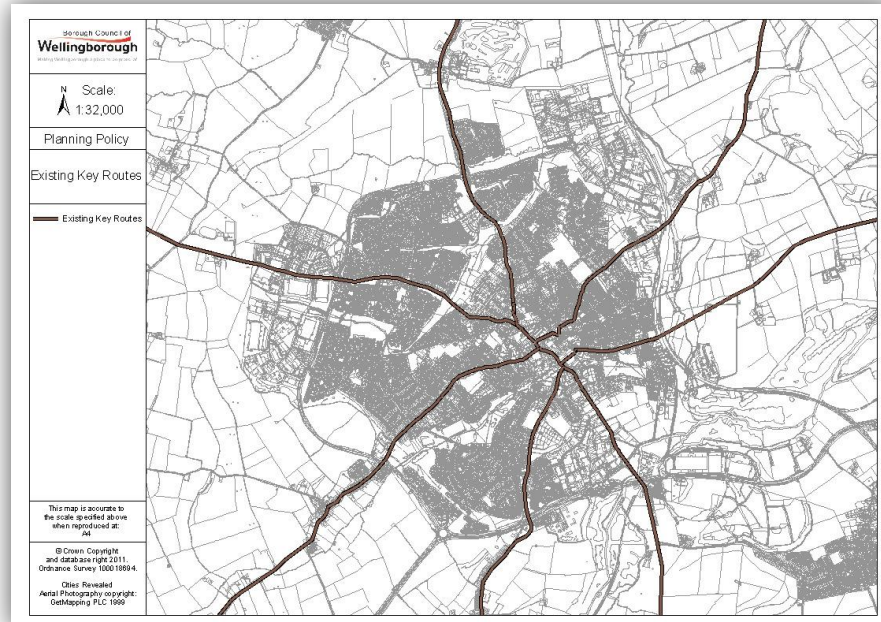 Borough Council of
Wellingborough
N
Scale:
1:32,000
Planning Policy
Existing Key Routes
Existing Key Routes
This map is accurate to
the scale specified above
when reproduced at:
A4
© Crown Copyright
and database right 2011.
Ordnance Survey 100018694.
Cities Revealed
Aerial Photography copyright:
GetMapping PLC 1999